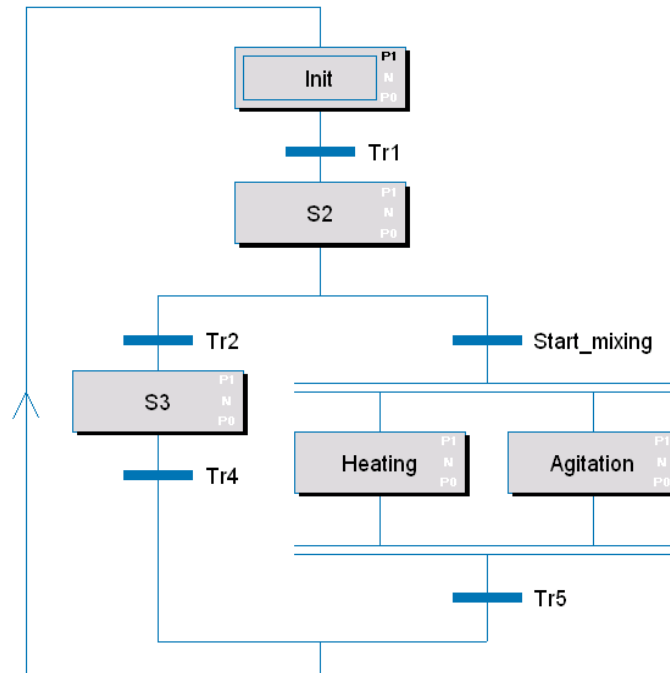 P1
Init
N
P0
Tr1
P1
S2
N
P0
Tr2
Start_mixing
P1
S3
N
P0
P1
Heating
N
P0
P1
Agitation
N
P0
Tr4
Tr5